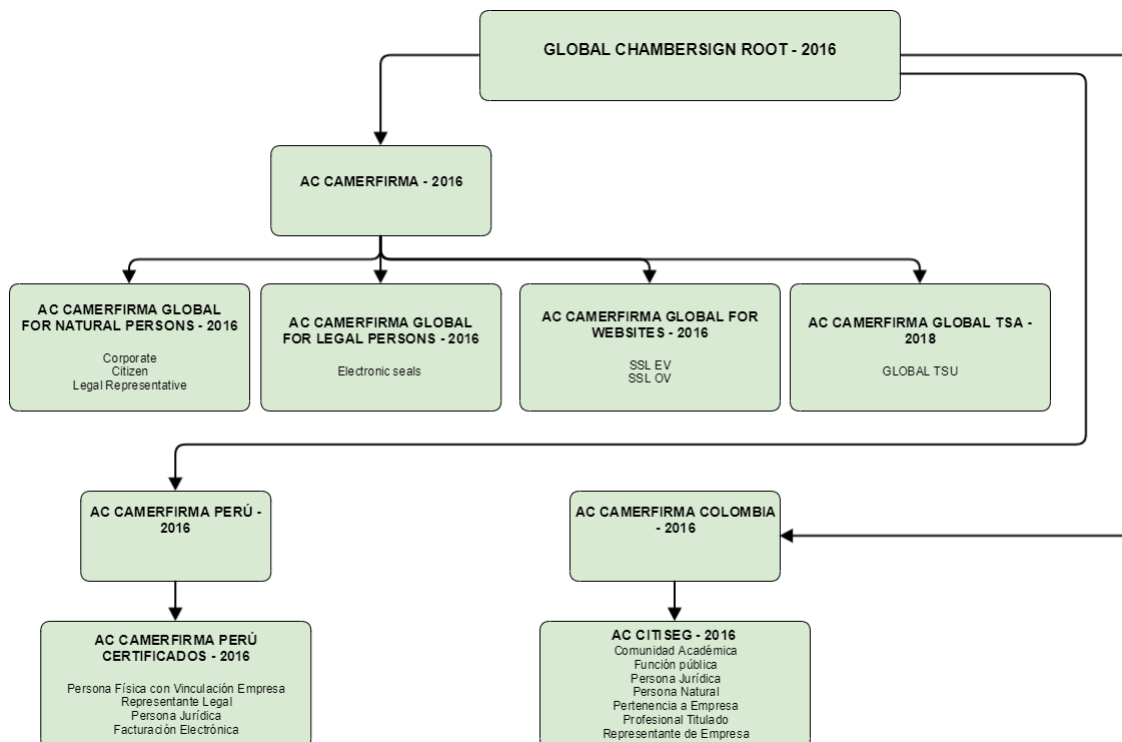 GLOBAL CHAMBERSIGN ROOT - 2016
AC CAMERFIRMA - 2016
AC CAMERFIRMA GLOBAL
FOR NATURAL PERSONS - 2016
Corporate
Citizen
Legal Representative
AC CAMERFIRMA GLOBAL
FOR LEGAL PERSONS - 2016
Electronic seals
AC CAMERFIRMA GLOBAL FOR
WEBSITES - 2016
SSL EV
SSL OV
AC CAMERFIRMA GLOBAL TSA -
2018
GLOBAL TSU
AC CAMERFIRMA PERÚ -
2016
AC CAMERFIRMA COLOMBIA
- 2016
AC CAMERFIRMA PERÚ
CERTIFICADOS - 2016
Persona Física con Vinculación Empresa
Representante Legal
Persona Jurídica
Facturación Electrónica
AC CITISEG - 2016
Comunidad Académica
Función pública
Persona Jurídica
Persona Natural
Pertenencia a Empresa
Profesional Titulado
Representante de Empresa